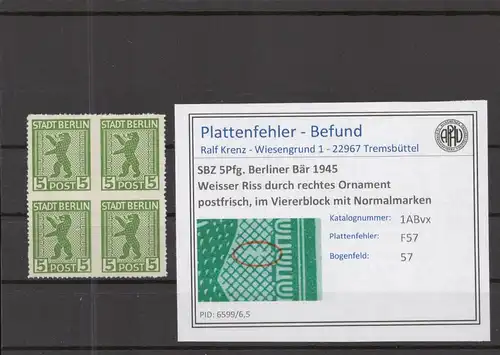 STADT BERLIN
STADT BERLIN
5 POST 5
5 POST 5
STADT BERLIN
STADT BERLIN
5 POST 5
5 POST 5
Plattenfehler - Befund
Ralf Krenz - Wiesengrund 1 - 22967 Tremsbüttel
SBZ 5Pfg. Berliner Bär 1945
Weisser Riss durch rechtes Ornament
postfrisch, im Viererblock mit Normalmarken
Katalognummer: 1ABvx
Plattenfehler: F57
Bogenfeld: 57
PID: 6599/6,5